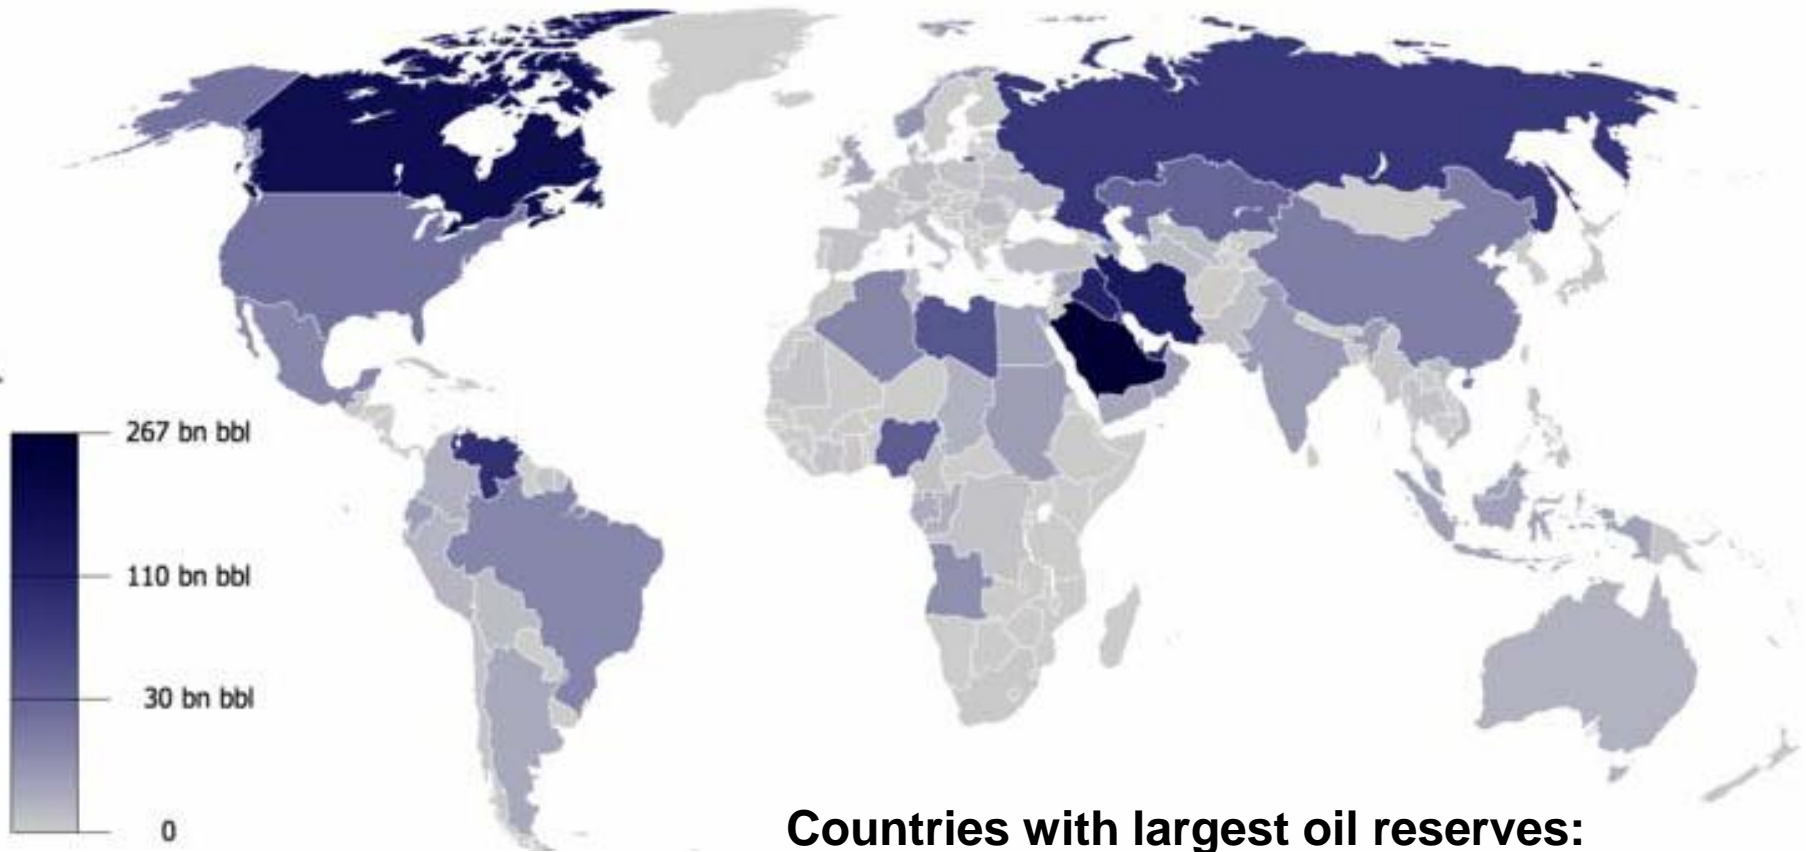 267 bn bbl
110 bn bbl
30 bn bbl
0
Countries with largest oil reserves: